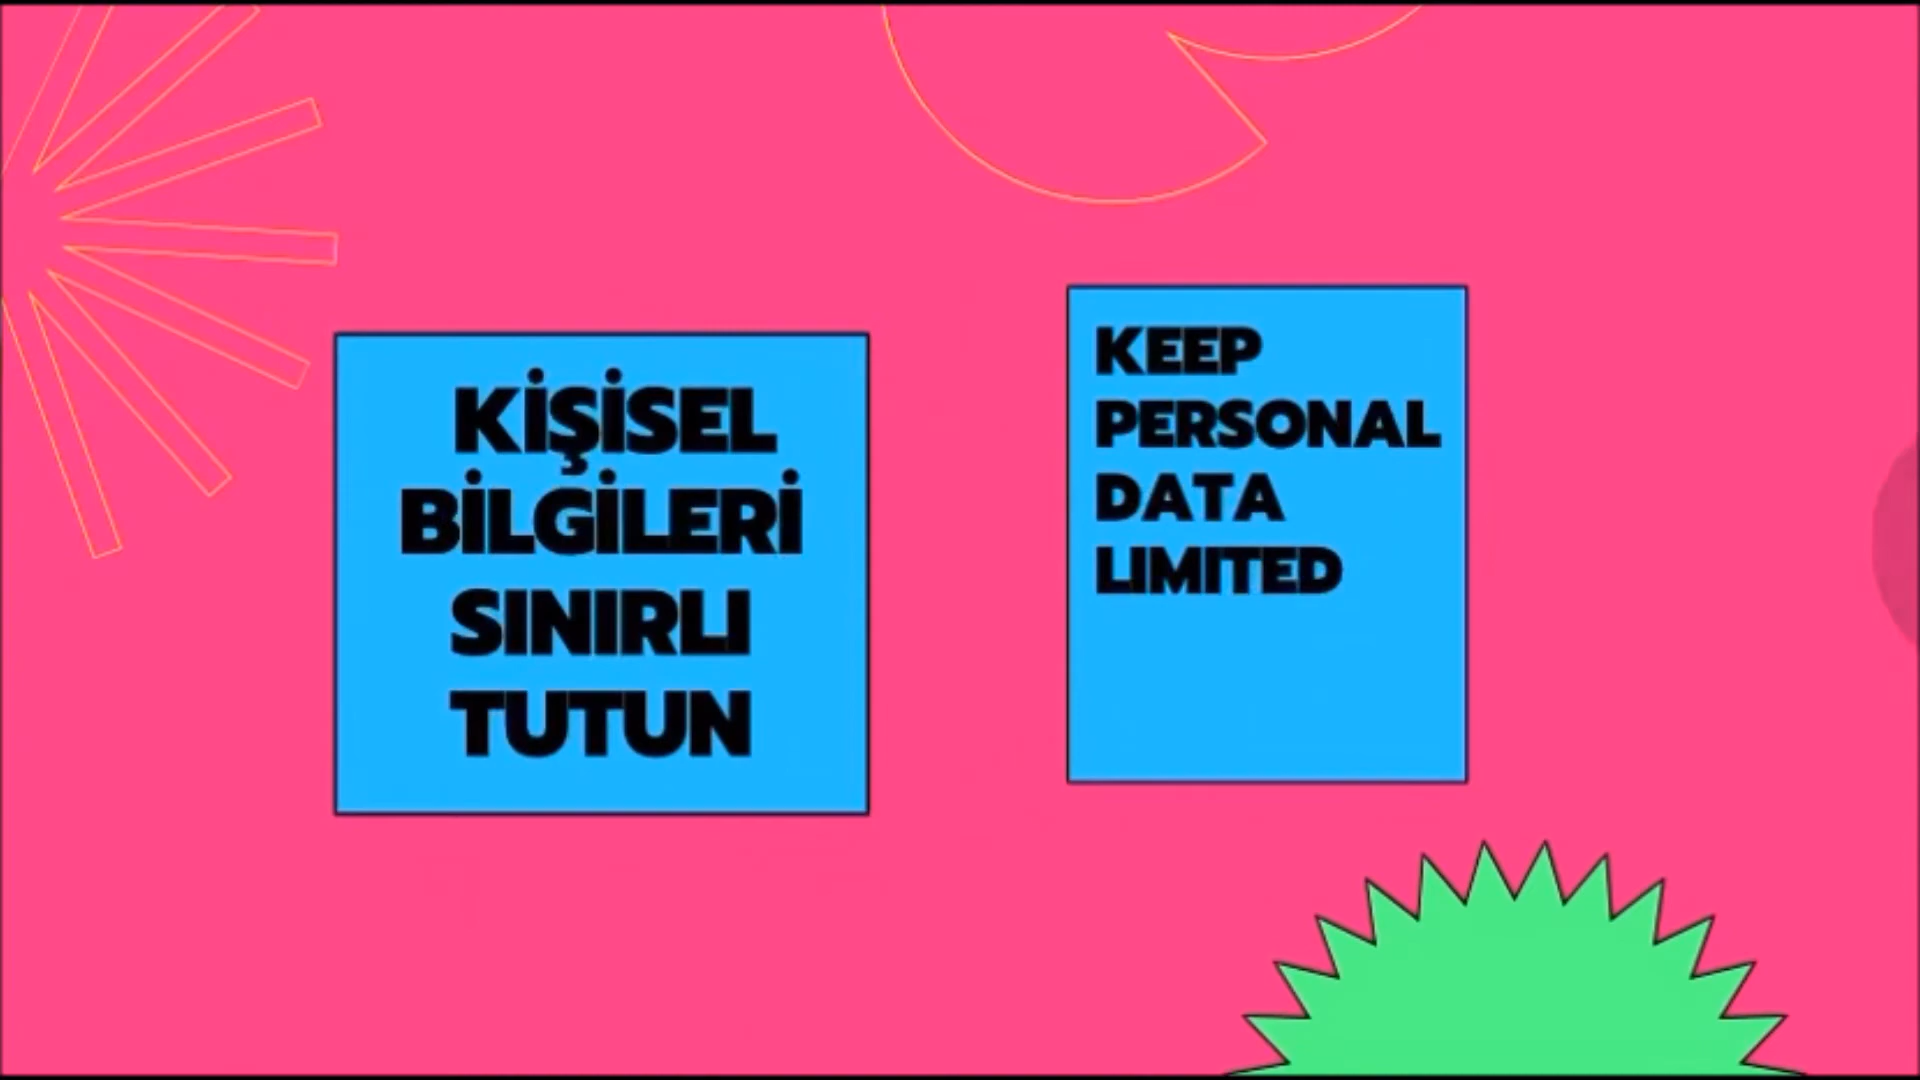 KİŞİSEL
BİLGİLERİ
SINIRLI
TUTUN
KEEP
PERSONAL
DATA
LIMITED